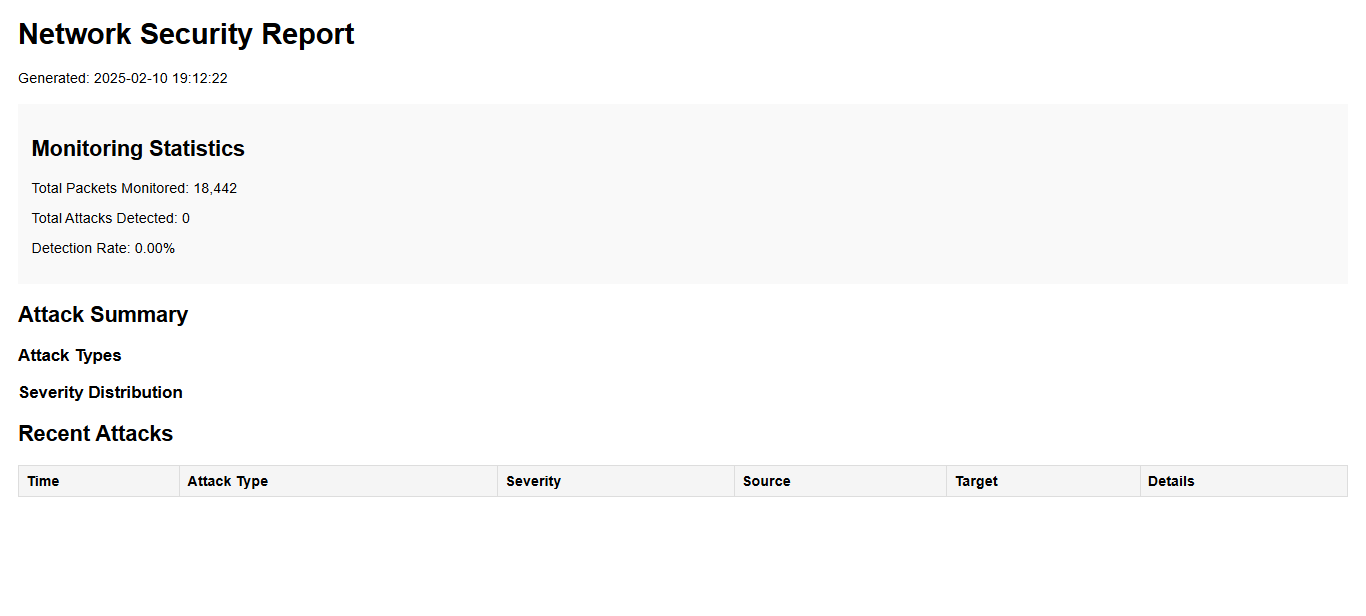 Network Security Report
Generated: 2025-02-10 19:12:22
Monitoring Statistics
Total Packets Monitored: 18,442
Total Attacks Detected: 0
Detection Rate: 0.00%
Attack Summary
Attack Types
Severity Distribution
Recent Attacks
Time Attack Type Severity Source Target Details